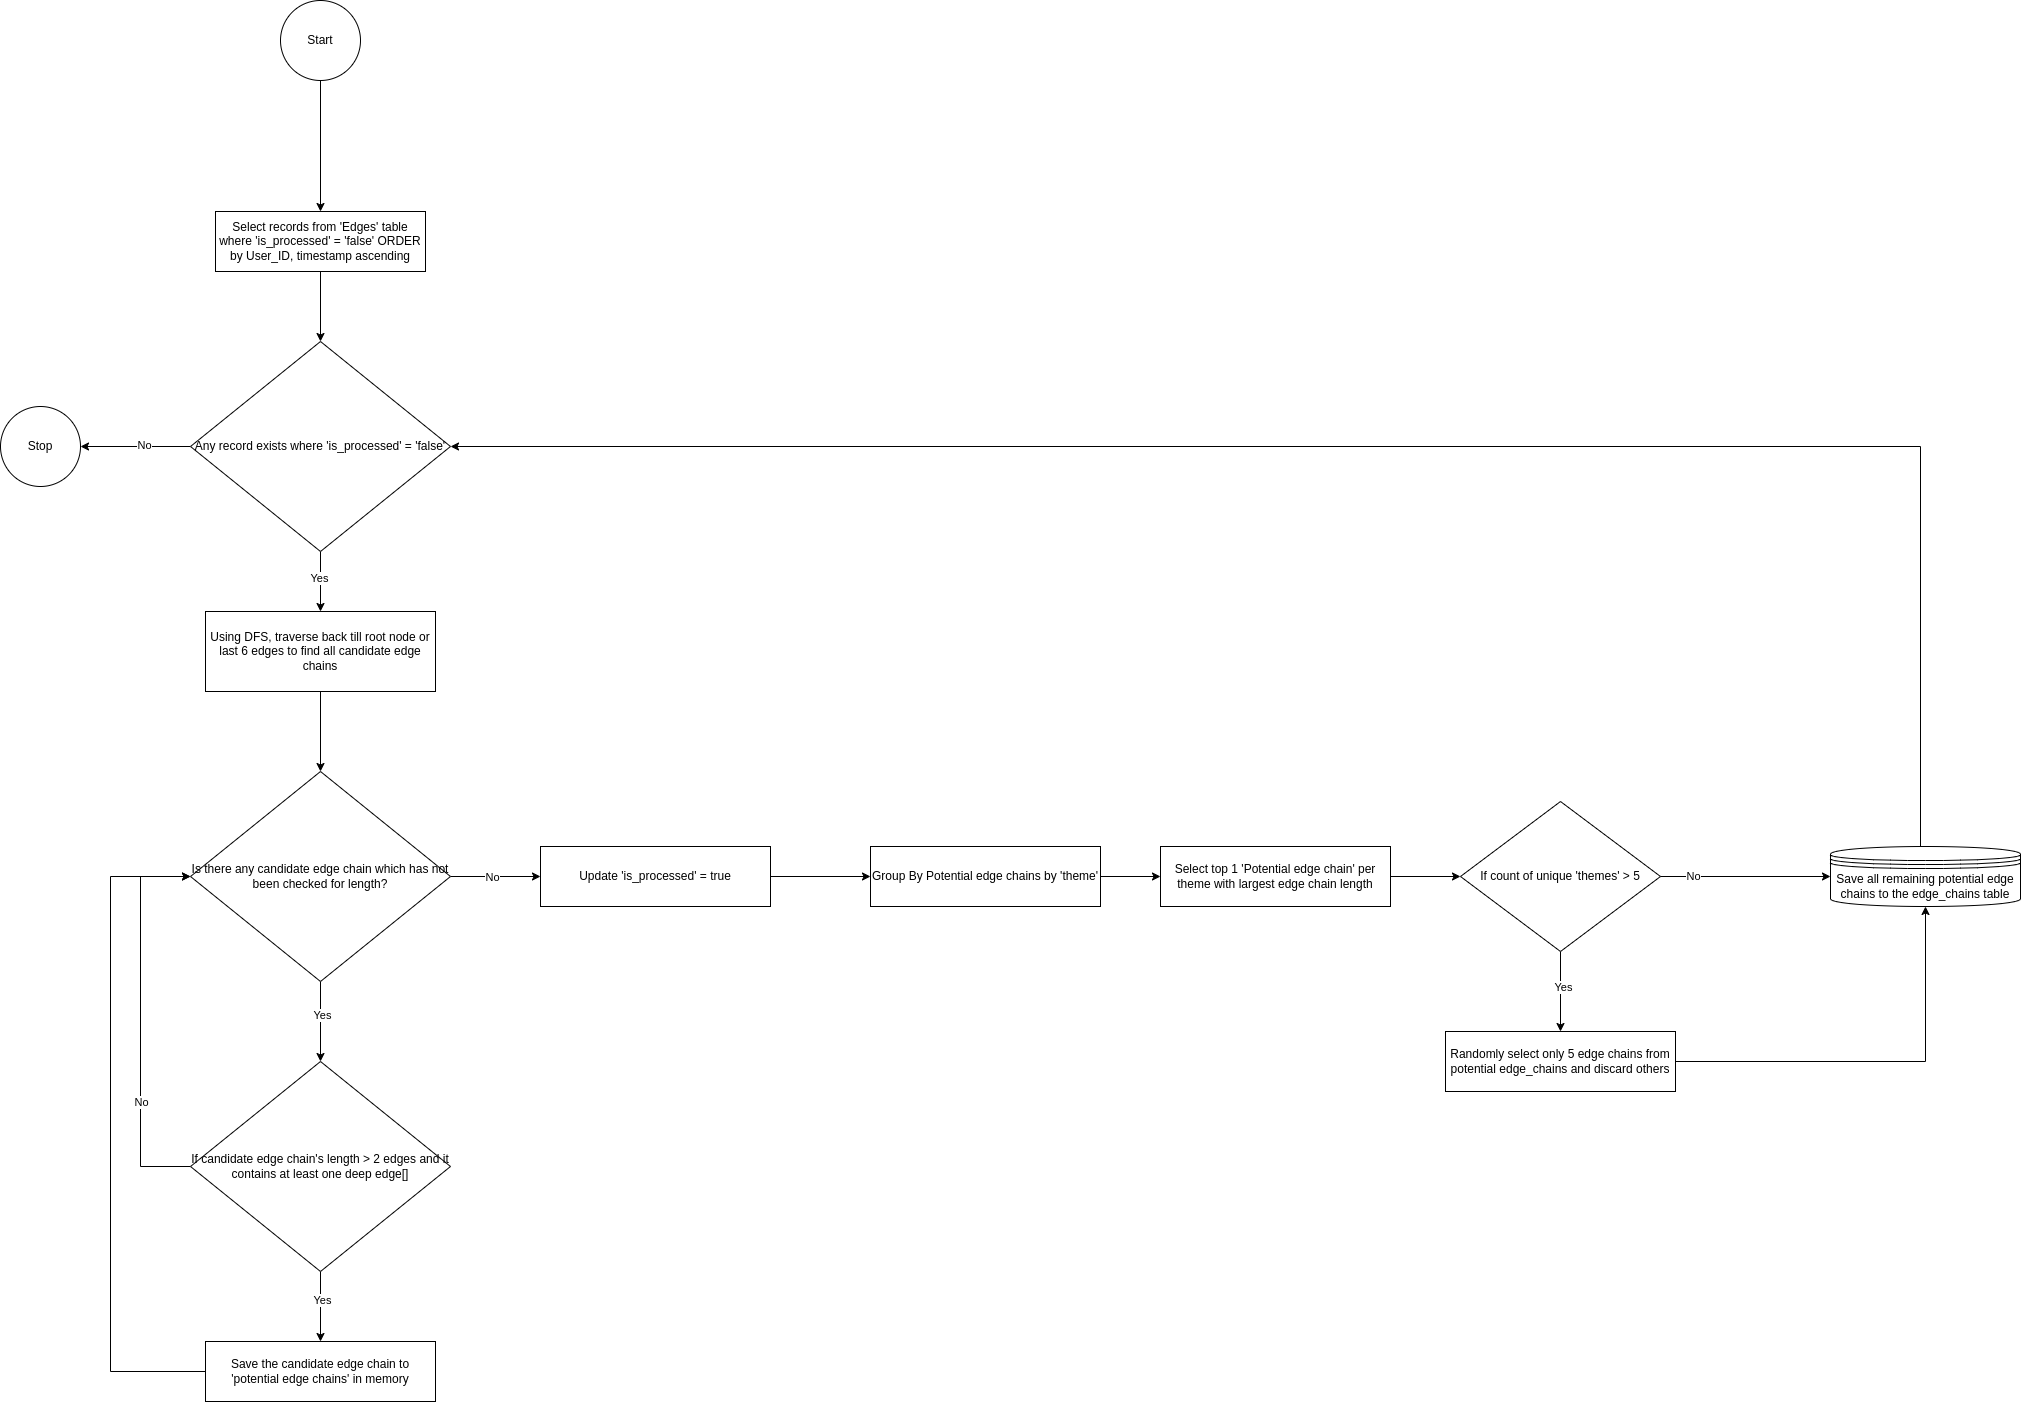 Start
Select records from 'Edges' table
where 'is_processed' = 'false' ORDER
by User_ID, timestamp ascending
Stop
No
Any record exists where 'is_processed' = 'false'
Yes
Using DFS, traverse back till root node or
last 6 edges to find all candidate edge
chains
Is there any candidate edge chain which has not
been checked for length?
No
Update 'is_processed' = true
Group By Potential edge chains by 'theme'
Select top 1 'Potential edge chain' per
theme with largest edge chain length
If count of unique 'themes' > 5
No
Save all remaining potential edge
chains to the edge_chains table
Yes
Yes
Randomly select only 5 edge chains from
potential edge_chains and discard others
No
If candidate edge chain's length > 2 edges and it
contains at least one deep edge[]
Yes
Save the candidate edge chain to
'potential edge chains' in memory